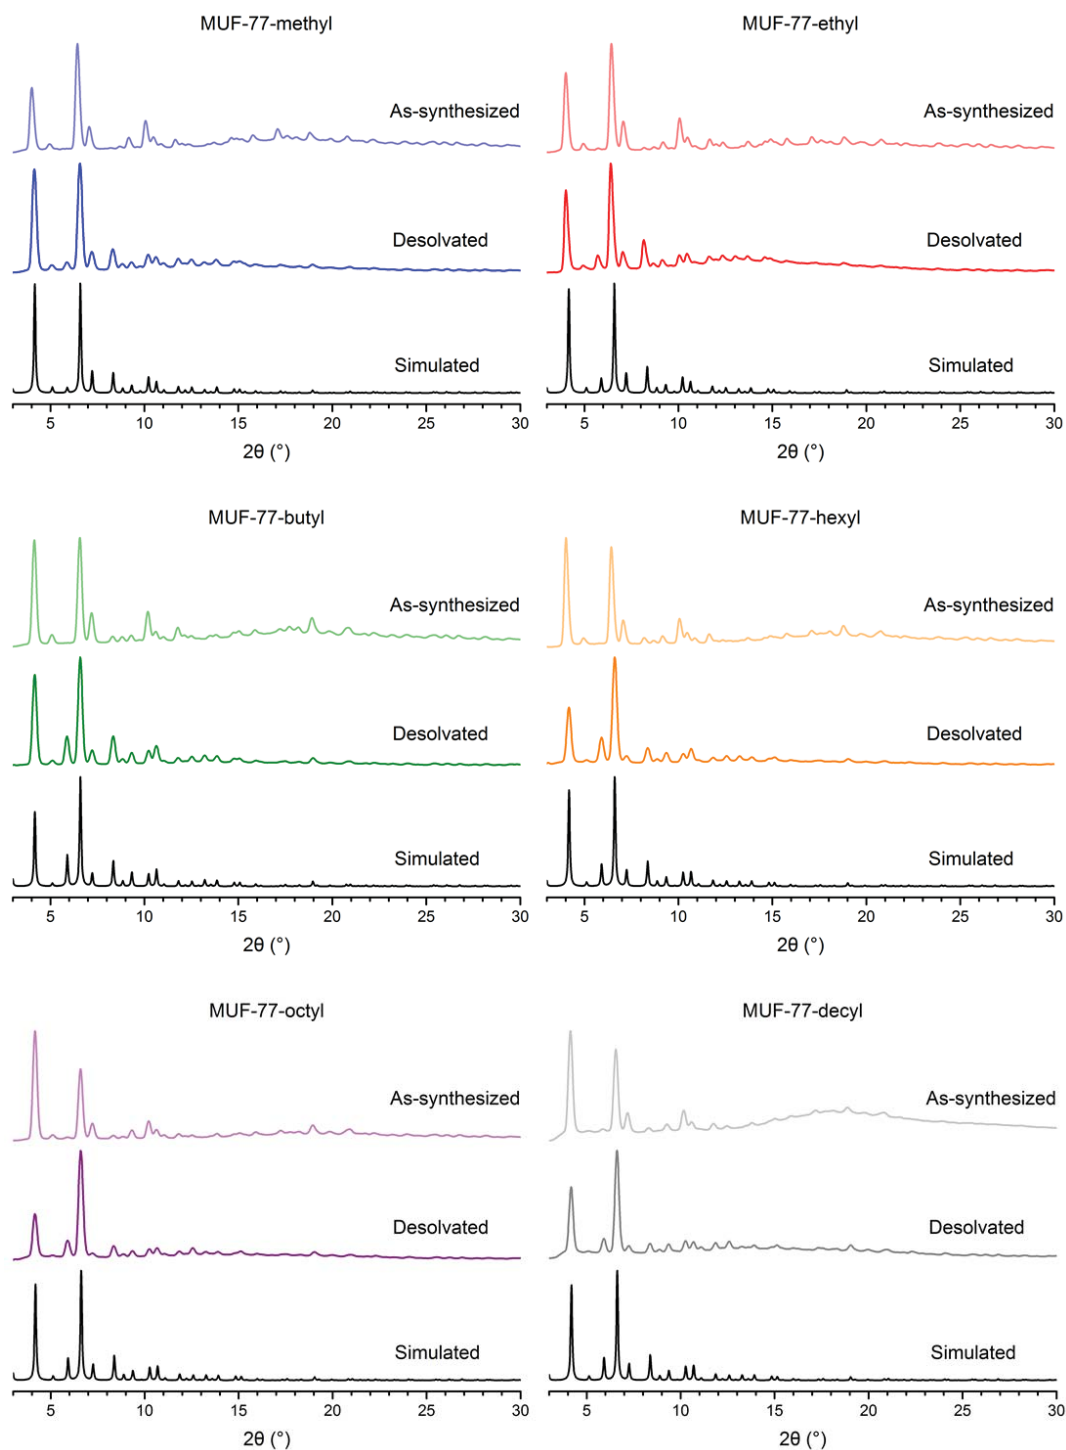 MUF-77-methyl
As-synthesized
Desolvated
Simulated
5 10 15 20 25 30
2θ (°)
MUF-77-ethyl
As-synthesized
Desolvated
Simulated
5 10 15 20 25 30
2θ (°)
MUF-77-butyl
As-synthesized
Desolvated
Simulated
5 10 15 20 25 30
2θ (°)
MUF-77-hexyl
As-synthesized
Desolvated
Simulated
5 10 15 20 25 30
2θ (°)
MUF-77-octyl
As-synthesized
Desolvated
Simulated
5 10 15 20 25 30
2θ (°)
MUF-77-decyl
As-synthesized
Desolvated
Simulated
5 10 15 20 25 30
2θ (°)